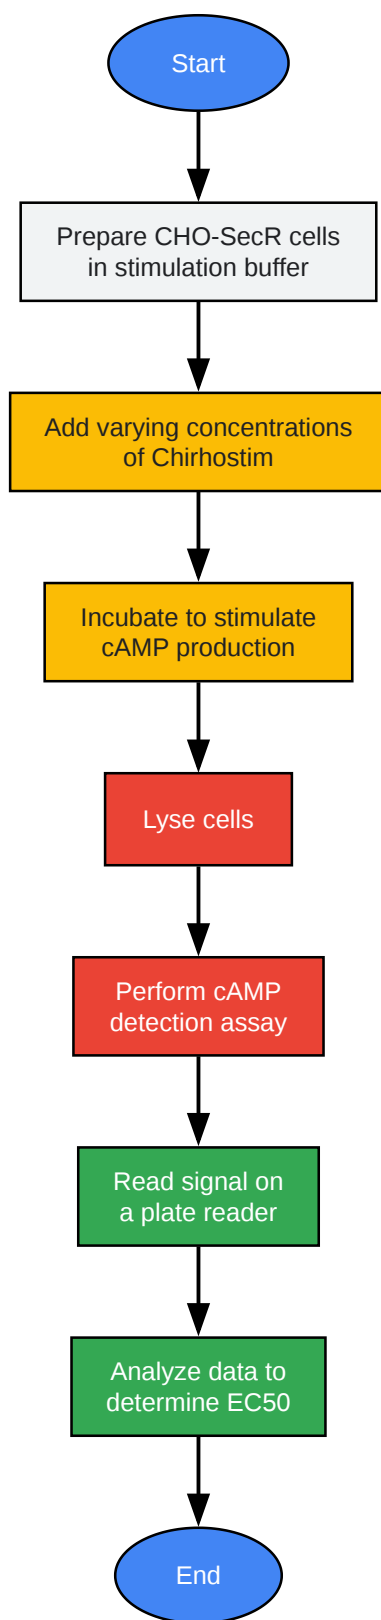 Start
Prepare CHO-SecR cells
in stimulation buffer
Add varying concentrations
of Chirhostim
Incubate to stimulate
cAMP production
Lyse cells
Perform cAMP
detection assay
Read signal on
a plate reader
Analyze data to
determine EC50
End